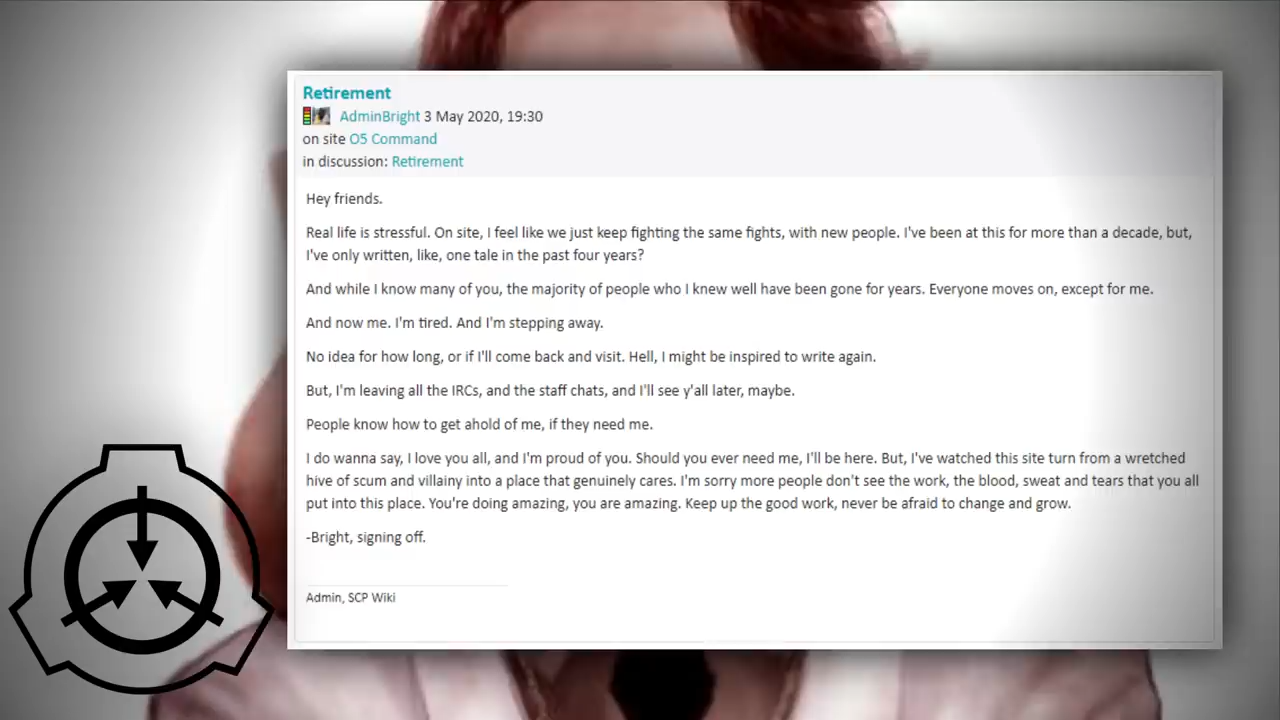 Retirement
AdminBright 3 May 2020, 19:30
on site O5 Command
in discussion: Retirement
Hey friends.
Real life is stressful. On site, I feel like we just keep fighting the same fights, with new people. I've been at this for more than a decade, but,
I've only written, like, one tale in the past four years?
And while I know many of you, the majority of people who I knew well have been gone for years. Everyone moves on, except for me.
And now me. I'm tired. And I'm stepping away.
No idea for how long, or if I'll come back and visit. Hell, I might be inspired to write again.
But, I'm leaving all the IRCs, and the staff chats, and I'll see y'all later, maybe.
People know how to get ahold of me, if they need me.
I do wanna say, I love you all, and I'm proud of you. Should you ever need me, I'll be here. But, I've watched this site turn from a wretched
hive of scum and villainy into a place that genuinely cares. I'm sorry more people don't see the work, the blood, sweat and tears that you all
put into this place. You're doing amazing, you are amazing. Keep up the good work, never be afraid to change and grow.
-Bright, signing off.
Admin, SCP Wiki